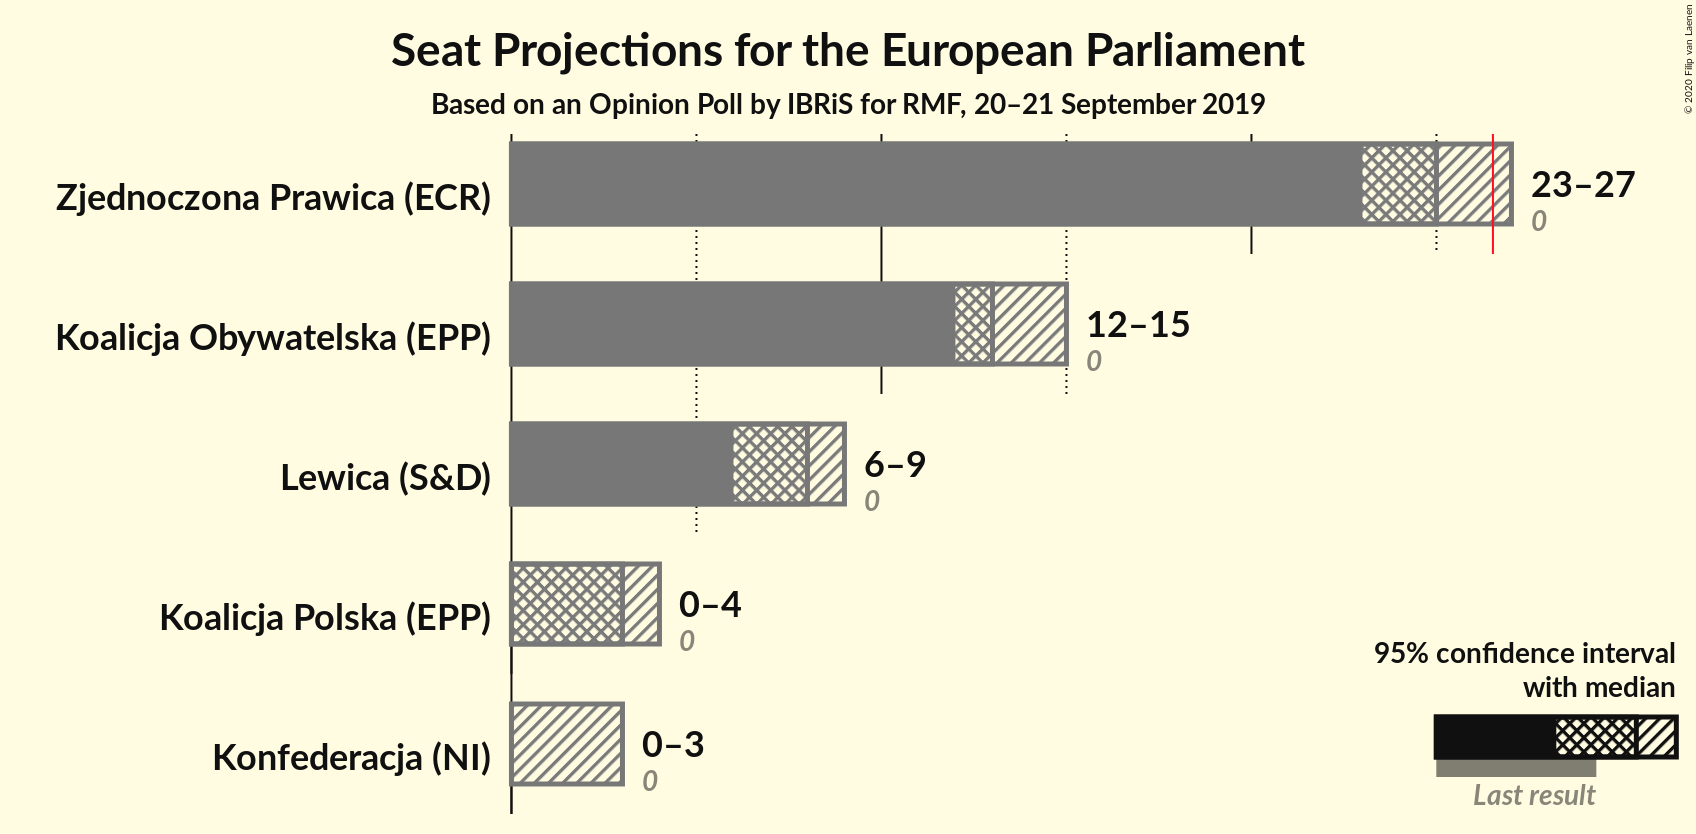 Seat Projections for the European Parliament
Based on an Opinion Poll by IBRiS for RMF, 20–21 September 2019
© 2020 Filip van Laenen
Zjednoczona Prawica (ECR)
23–27
0
Koalicja Obywatelska (EPP)
12–15
0
Lewica (S&D)
6–9
0
Koalicja Polska (EPP)
0–4
0
Konfederacja (NI)
0–3
0
95% confidence interval
with median
Last result